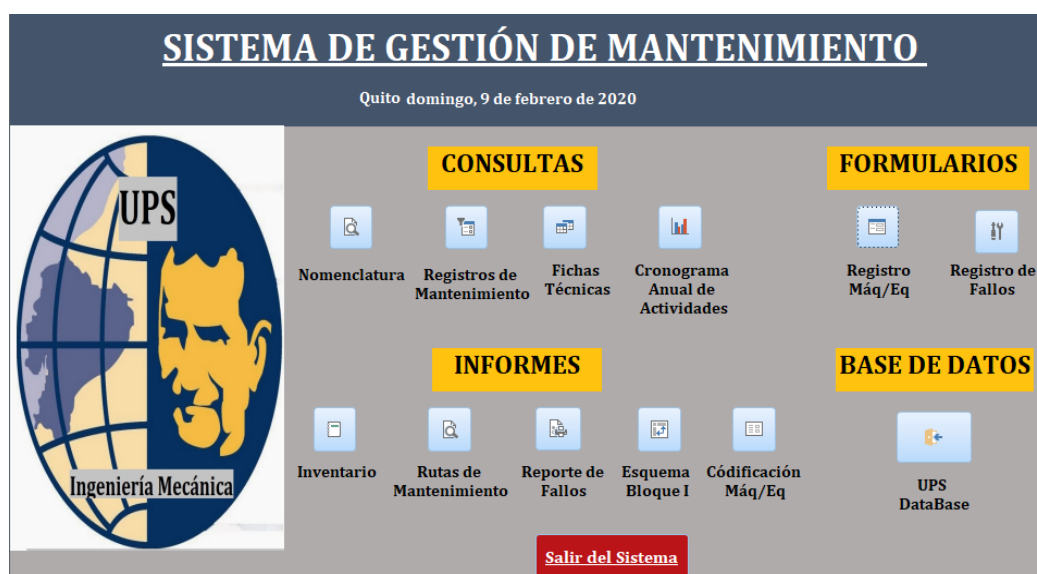 SISTEMA DE GESTIÓN DE MANTENIMIENTO
Quito domingo, 9 de febrero de 2020
UPS
Ingeniería Mecánica
CONSULTAS
Nomenclatura
Registros de
Mantenimiento
Fichas
Técnicas
Cronograma
Anual de
Actividades
FORMULARIOS
Registro
Máq/Eq
Registro de
Fallos
INFORMES
Inventario
Rutas de
Mantenimiento
Reporte de
Fallos
Esquema
Bloque I
Códificación
Máq/Eq
BASE DE DATOS
UPS
DataBase
Salir del Sistema